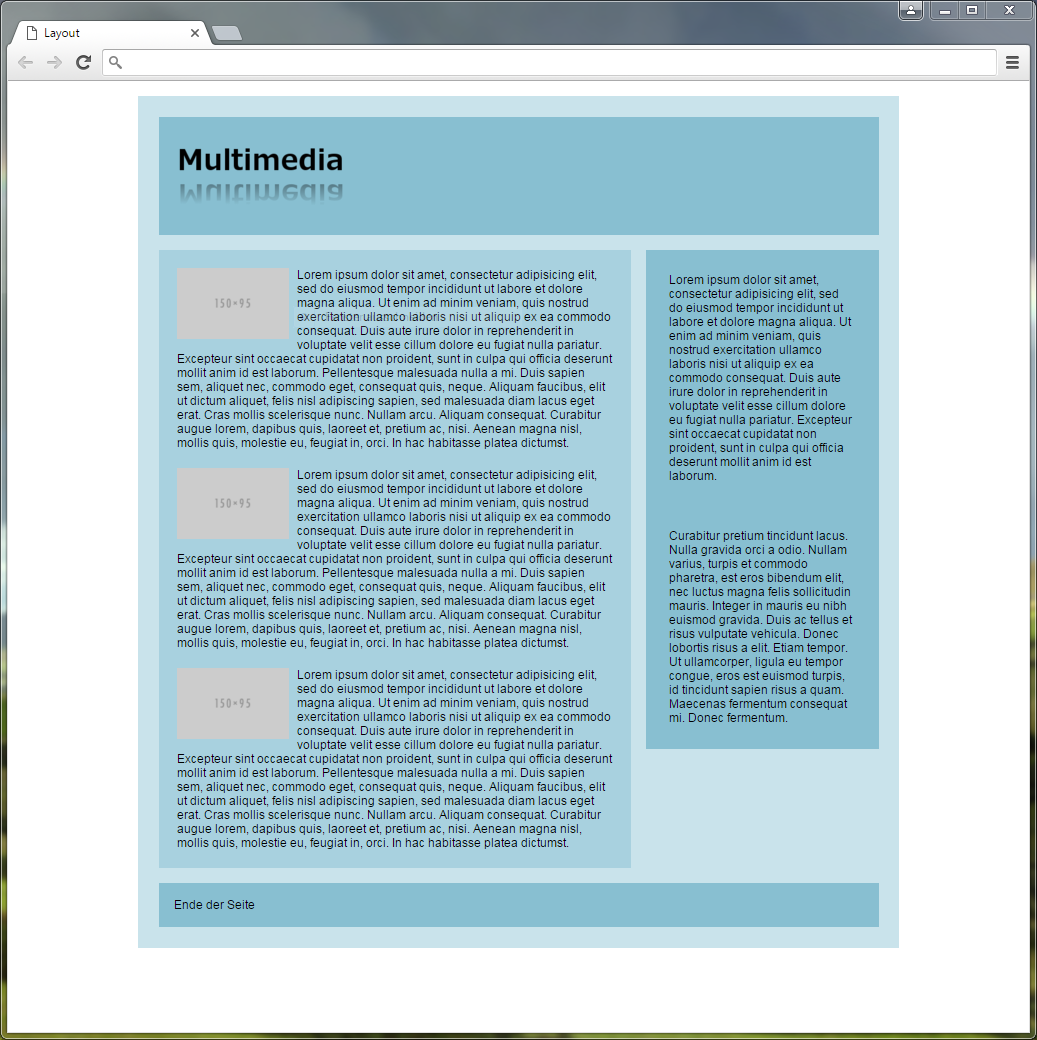 Layout
Multimedia
Multimedia
150×95
Lorem ipsum dolor sit amet, consectetur adipisicing elit,
sed do eiusmod tempor incididunt ut labore et dolore
magna aliqua. Ut enim ad minim veniam, quis nostrud
exercitation ullamco laboris nisi ut aliquip ex ea commodo
consequat. Duis aute irure dolor in reprehenderit in
voluptate velit esse cillum dolore eu fugiat nulla pariatur.
Excepteur sint occaecat cupidatat non proident, sunt in culpa qui officia deserunt
mollit anim id est laborum. Pellentesque malesuada nulla a mi. Duis sapien
sem, aliquet nec, commodo eget, consequat quis, neque. Aliquam faucibus, elit
ut dictum aliquet, felis nisl adipiscing sapien, sed malesuada diam lacus eget
erat. Cras mollis scelerisque nunc. Nullam arcu. Aliquam consequat. Curabitur
augue lorem, dapibus quis, laoreet et, pretium ac, nisi. Aenean magna nisl,
mollis quis, molestie eu, feugiat in, orci. In hac habitasse platea dictumst.
150×95
Lorem ipsum dolor sit amet, consectetur adipisicing elit,
sed do eiusmod tempor incididunt ut labore et dolore
magna aliqua. Ut enim ad minim veniam, quis nostrud
exercitation ullamco laboris nisi ut aliquip ex ea commodo
consequat. Duis aute irure dolor in reprehenderit in
voluptate velit esse cillum dolore eu fugiat nulla pariatur.
Excepteur sint occaecat cupidatat non proident, sunt in culpa qui officia deserunt
mollit anim id est laborum. Pellentesque malesuada nulla a mi. Duis sapien
sem, aliquet nec, commodo eget, consequat quis, neque. Aliquam faucibus, elit
ut dictum aliquet, felis nisl adipiscing sapien, sed malesuada diam lacus eget
erat. Cras mollis scelerisque nunc. Nullam arcu. Aliquam consequat. Curabitur
augue lorem, dapibus quis, laoreet et, pretium ac, nisi. Aenean magna nisl,
mollis quis, molestie eu, feugiat in, orci. In hac habitasse platea dictumst.
150×95
Lorem ipsum dolor sit amet, consectetur adipisicing elit,
sed do eiusmod tempor incididunt ut labore et dolore
magna aliqua. Ut enim ad minim veniam, quis nostrud
exercitation ullamco laboris nisi ut aliquip ex ea commodo
consequat. Duis aute irure dolor in reprehenderit in
voluptate velit esse cillum dolore eu fugiat nulla pariatur.
Excepteur sint occaecat cupidatat non proident, sunt in culpa qui officia deserunt
mollit anim id est laborum. Pellentesque malesuada nulla a mi. Duis sapien
sem, aliquet nec, commodo eget, consequat quis, neque. Aliquam faucibus, elit
ut dictum aliquet, felis nisl adipiscing sapien, sed malesuada diam lacus eget
erat. Cras mollis scelerisque nunc. Nullam arcu. Aliquam consequat. Curabitur
augue lorem, dapibus quis, laoreet et, pretium ac, nisi. Aenean magna nisl,
mollis quis, molestie eu, feugiat in, orci. In hac habitasse platea dictumst.
Lorem ipsum dolor sit amet,
consectetur adipisicing elit, sed
do eiusmod tempor incididunt ut
labore et dolore magna aliqua. Ut
enim ad minim veniam, quis
nostrud exercitation ullamco
laboris nisi ut aliquip ex ea
commodo consequat. Duis aute
irure dolor in reprehenderit in
voluptate velit esse cillum dolore
eu fugiat nulla pariatur. Excepteur
sint occaecat cupidatat non
proident, sunt in culpa qui officia
deserunt mollit anim id est
laborum.
Curabitur pretium tincidunt lacus.
Nulla gravida orci a odio. Nullam
varius, turpis et commodo
pharetra, est eros bibendum elit,
nec luctus magna felis sollicitudin
mauris. Integer in mauris eu nibh
euismod gravida. Duis ac tellus et
risus vulputate vehicula. Donec
lobortis risus a elit. Etiam tempor.
Ut ullamcorper, ligula eu tempor
congue, eros est euismod turpis,
id tincidunt sapien risus a quam.
Maecenas fermentum consequat
mi. Donec fermentum.
Ende der Seite